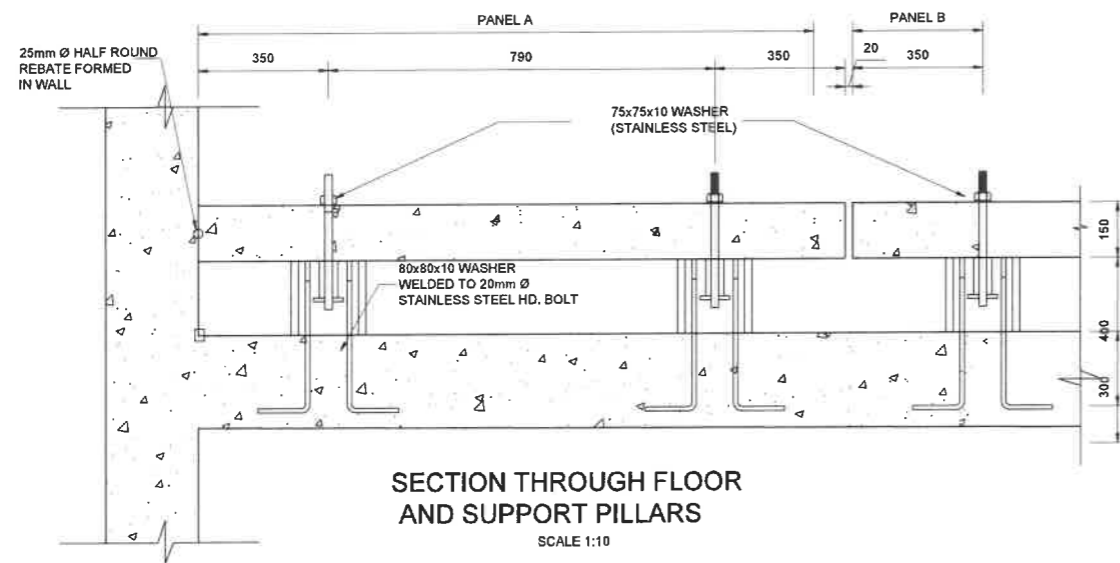 PANEL A
PANEL B
25mm Ø HALF ROUND
REBATE FORMED
IN WALL
350
790
350
20
350
75x75x10 WASHER
(STAINLESS STEEL)
150
80x80x10 WASHER
WELDED TO 20mm Ø
STAINLESS STEEL HD. BOLT
400
300
SECTION THROUGH FLOOR
AND SUPPORT PILLARS
SCALE 1:10